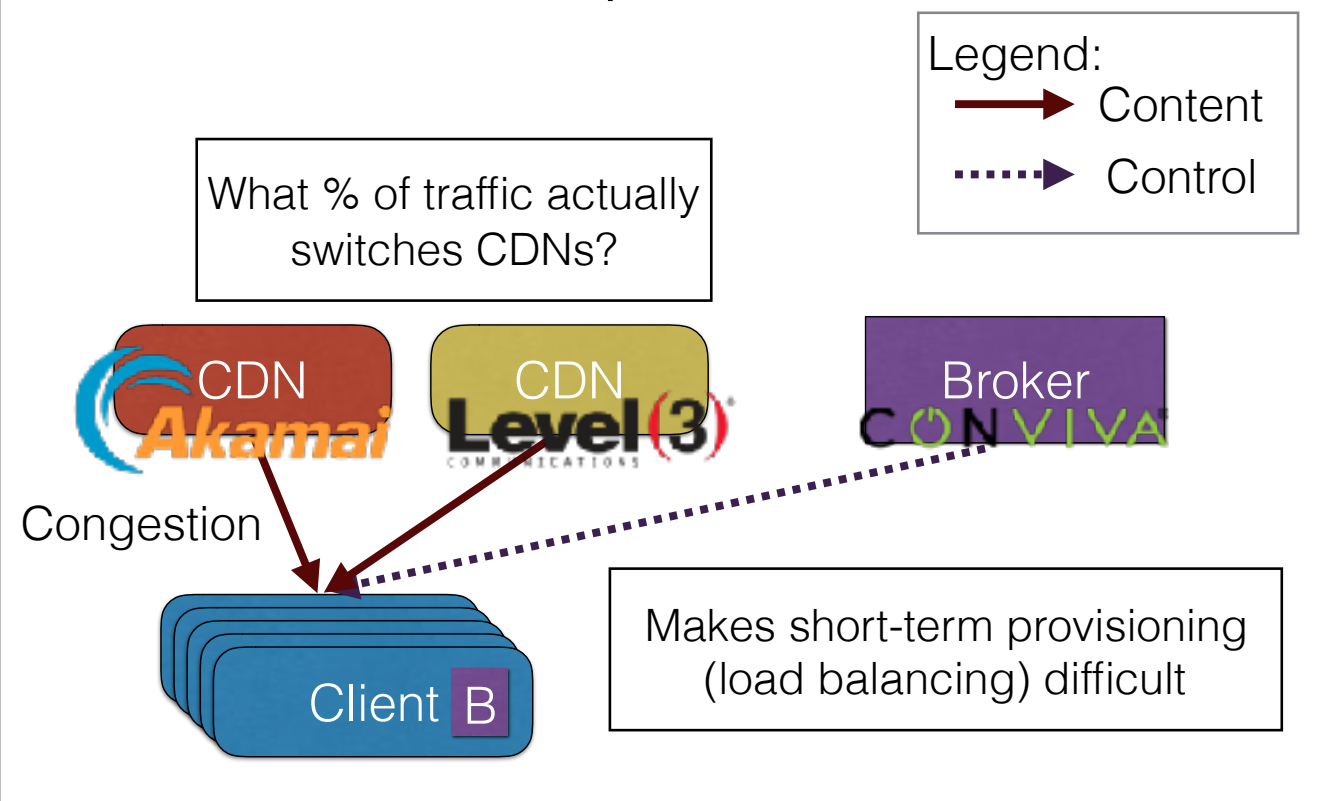 Legend:
Content
Control
What % of traffic actually
switches CDNs?
CDN
Akamai
CDN
Level(3)®
COMMUNICATIONS
Broker
CONVIVA®
Congestion
Makes short-term provisioning
(load balancing) difficult
Client B